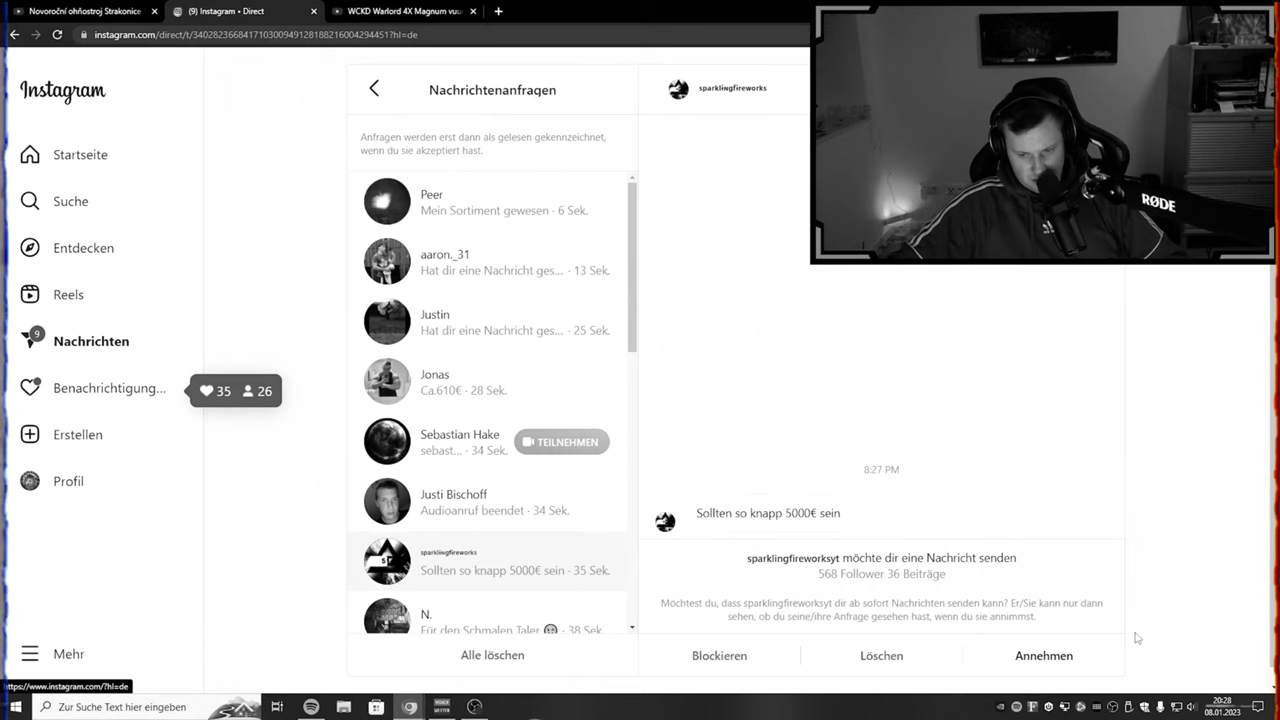 Novoroční ohňostroj Strakonice
(9) Instagram • Direct
WCKD Warlord 4X Magnum vuu
instagram.com/direct/t/340282366841710300949128188216004294451?hl=de
Instagram
Startseite
Suche
Entdecken
Reels
9
Nachrichten
Benachrichtigung...
35 26
Erstellen
Profil
Mehr
https://www.instagram.com/?hl=de
Nachrichtenanfragen
Anfragen werden erst dann als gelesen gekennzeichnet,
wenn du sie akzeptiert hast.
Peer
Mein Sortiment gewesen · 6 Sek.
aaron._31
Hat dir eine Nachricht ges... · 13 Sek.
Justin
Hat dir eine Nachricht ges... · 25 Sek.
Jonas
Ca.610€ · 28 Sek.
Sebastian Hake
sebast... · 34 Sek.
TEILNEHMEN
Justi Bischoff
Audioanruf beendet · 34 Sek.
sparklingfireworks
Sollten so knapp 5000€ sein · 35 Sek.
N.
Für den Schmalen Taler · 38 Sek.
Alle löschen
sparklingfireworks
8:27 PM
Sollten so knapp 5000€ sein
sparklingfireworksyt möchte dir eine Nachricht senden
568 Follower 36 Beiträge
Möchtest du, dass sparklingfireworksyt dir ab sofort Nachrichten senden kann? Er/Sie kann nur dann
sehen, ob du seine/ihre Anfrage gesehen hast, wenn du sie annimmst.
Blockieren
Löschen
Annehmen
RØDE
Zur Suche Text hier eingeben
20:28
08.01.2023